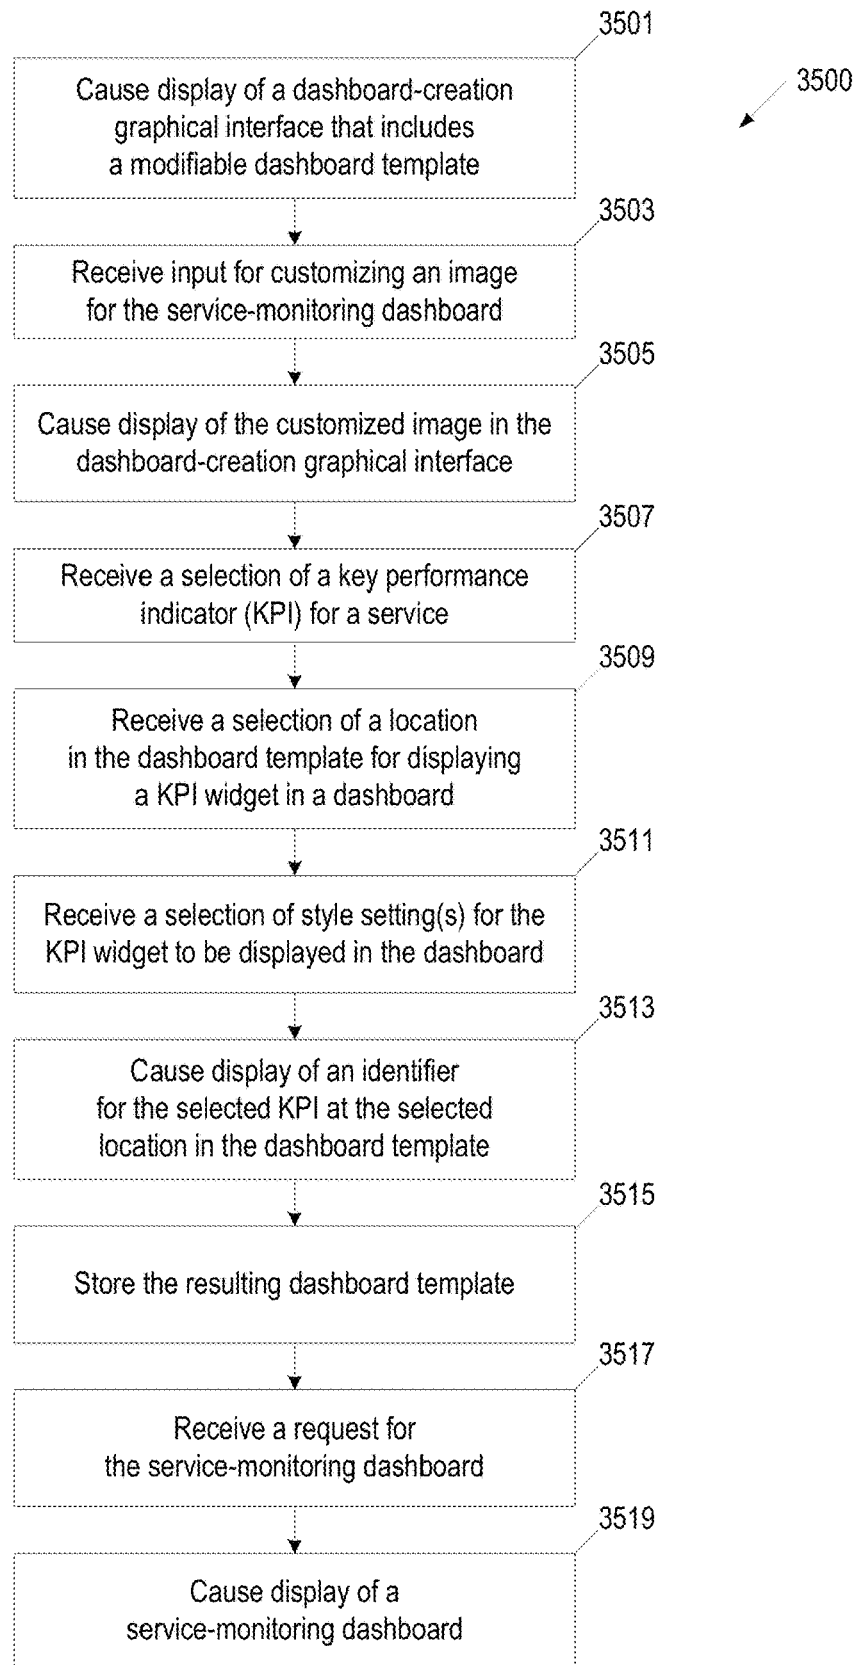 3501
3500
Cause display of a dashboard-creation
graphical interface that includes
a modifiable dashboard template
3503
Receive input for customizing an image
for the service-monitoring dashboard
3505
Cause display of the customized image in the
dashboard-creation graphical interface
3507
Receive a selection of a key performance
indicator (KPI) for a service
3509
Receive a selection of a location
in the dashboard template for displaying
a KPI widget in a dashboard
3511
Receive a selection of style setting(s) for the
KPI widget to be displayed in the dashboard
3513
Cause display of an identifier
for the selected KPI at the selected
location in the dashboard template
3515
Store the resulting dashboard template
3517
Receive a request for
the service-monitoring dashboard
3519
Cause display of a
service-monitoring dashboard